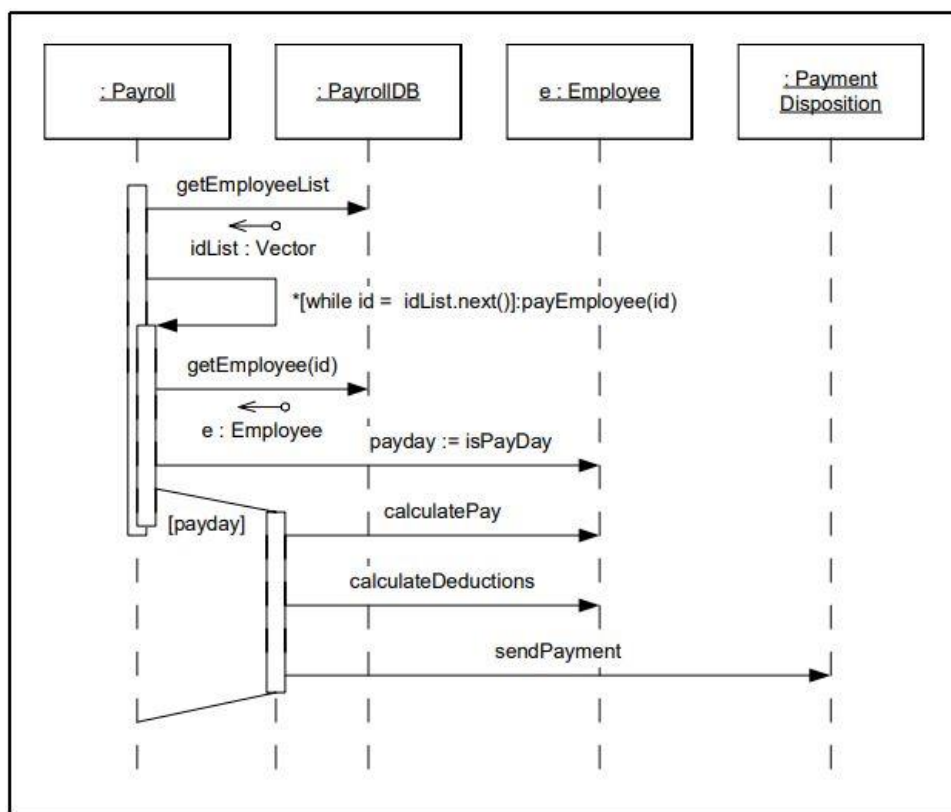 : Payroll
: PayrollDB
e : Employee
: Payment
Disposition
getEmployeeList
idList : Vector
*[while id = idList.next()]:payEmployee(id)
getEmployee(id)
e : Employee
payday := isPayDay
[payday]
calculatePay
calculateDeductions
sendPayment